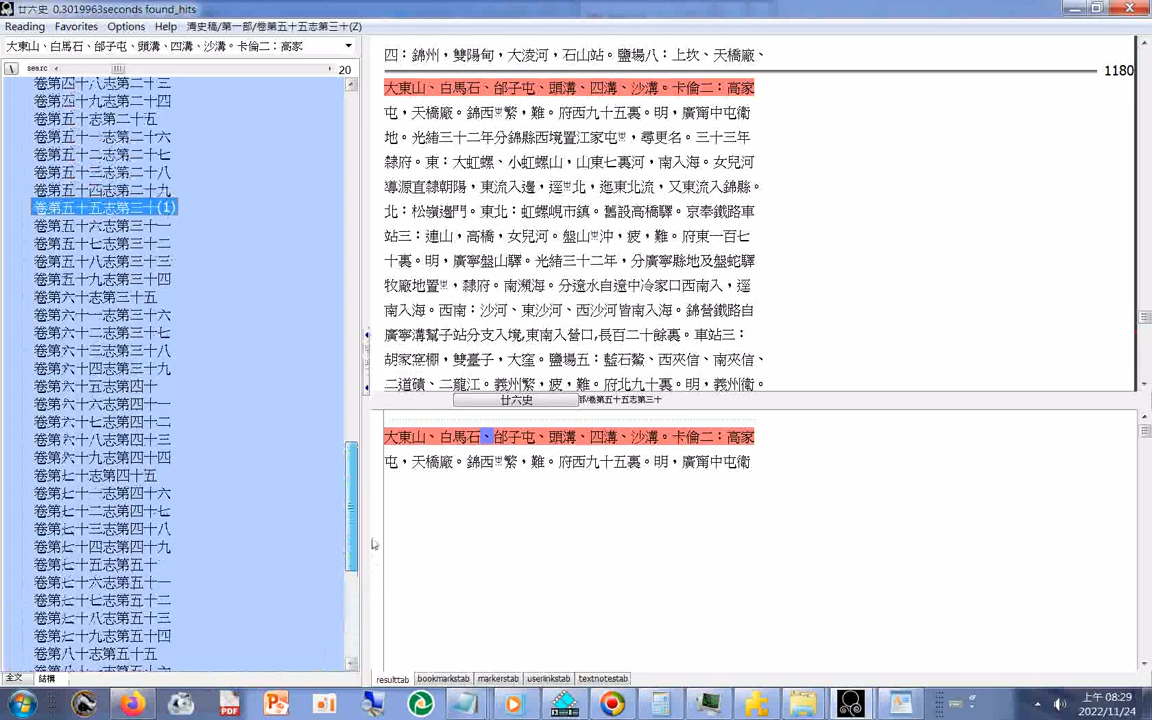 廿六史 0.3019963seconds found_hits
Reading Favorites Options Help 清史稿/第一部/卷第五十五志第三十(Z)
大東山、白馬石、邰子屯、頭溝、四溝、沙溝。卡倫二：高家
searc 20
卷第四十八志第二十三
卷第四十九志第二十四
卷第五十志第二十五
卷第五十一志第二十六
卷第五十二志第二十七
卷第五十三志第二十八
卷第五十四志第二十九
卷第五十五志第三十(1)
卷第五十六志第三十一
卷第五十七志第三十二
卷第五十八志第三十三
卷第五十九志第三十四
卷第六十志第三十五
卷第六十一志第三十六
卷第六十二志第三十七
卷第六十三志第三十八
卷第六十四志第三十九
卷第六十五志第四十
卷第六十六志第四十一
卷第六十七志第四十二
卷第六十八志第四十三
卷第六十九志第四十四
卷第七十志第四十五
卷第七十一志第四十六
卷第七十二志第四十七
卷第七十三志第四十八
卷第七十四志第四十九
卷第七十五志第五十
卷第七十六志第五十一
卷第七十七志第五十二
卷第七十八志第五十三
卷第七十九志第五十四
卷第八十志第五十五
全文 結構
四：錦州，雙陽甸，大淩河，石山站。鹽場八：上坎、天橋廠、
1180
大東山、白馬石、邰子屯、頭溝、四溝、沙溝。卡倫二：高家
屯，天橋廠。錦西繁，難。府西九十五裏。明，廣甯中屯衛
地。光緒三十二年分錦縣西境置江家屯，尋更名。三十三年
隸府。東：大虹螺、小虹螺山，山東七裏河，南入海。女兒河
導源直隸朝陽，東流入邊，逕北，迤東北流，又東流入錦縣。
北：松嶺邊門。東北：虹螺峴市鎮。舊設高橋驛。京奉鐵路車
站三：連山，高橋，女兒河。盤山沖，疲，難。府東一百七
十裏。明，廣寧盤山驛。光緒三十二年，分廣寧縣地及盤蛇驛
牧廠地置，隸府。南瀕海。分遼水自遼中冷家口西南入，逕
南入海。西南：沙河、東沙河、西沙河皆南入海。錦營鐵路自
廣寧溝幫子站分支入境,東南入營口,長百二十餘裏。車站三：
胡家窩棚，雙臺子，大窪。鹽場五：藍石鰲、西夾信、南夾信、
二道磧、二龍江。義州繁，疲，難。府北九十裏。明，義州衛。
廿六史 部/卷第五十五志第三十
大東山、白馬石、邰子屯、頭溝、四溝、沙溝。卡倫二：高家
屯，天橋廠。錦西繁，難。府西九十五裏。明，廣甯中屯衛
resulttab bookmarkstab markerstab userinkstab textnotestab
上午 08:29
2022/11/24